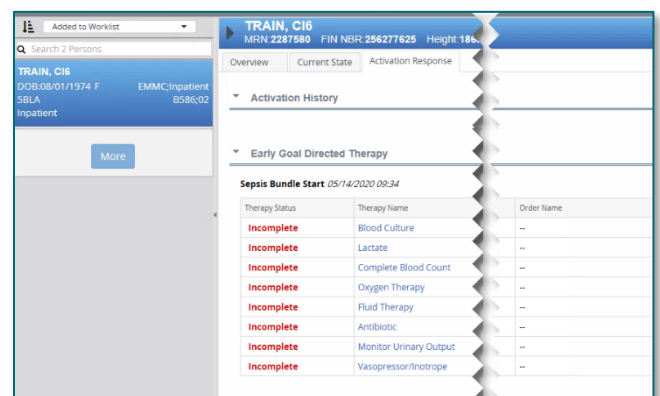 Added to Worklist
Search 2 Persons
TRAIN, CI6
DOB:08/01/1974 F EMMC;Inpatient
SBLA B586;02
Inpatient
More
TRAIN, CI6
MRN:2287580 FIN NBR:256277625 Height:186
Overview Current State Activation Response
Activation History
Early Goal Directed Therapy
Sepsis Bundle Start 05/14/2020 09:34
Therapy Status Therapy Name Order Name
Incomplete Blood Culture --
Incomplete Lactate --
Incomplete Complete Blood Count --
Incomplete Oxygen Therapy --
Incomplete Fluid Therapy --
Incomplete Antibiotic --
Incomplete Monitor Urinary Output --
Incomplete Vasopressor/Inotrope --